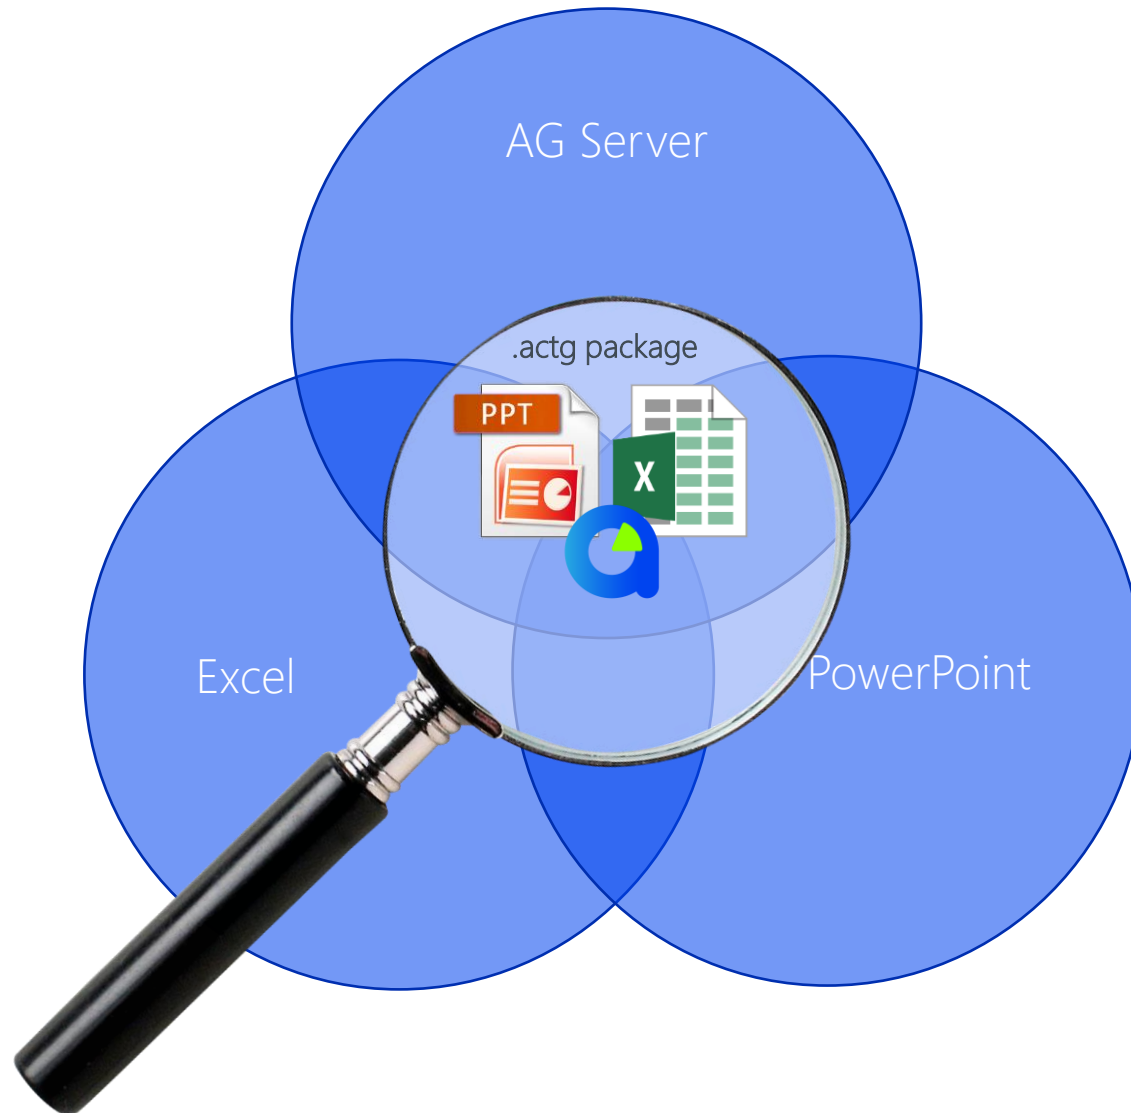 AG Server
.actg package
PPT
X
Excel
PowerPoint